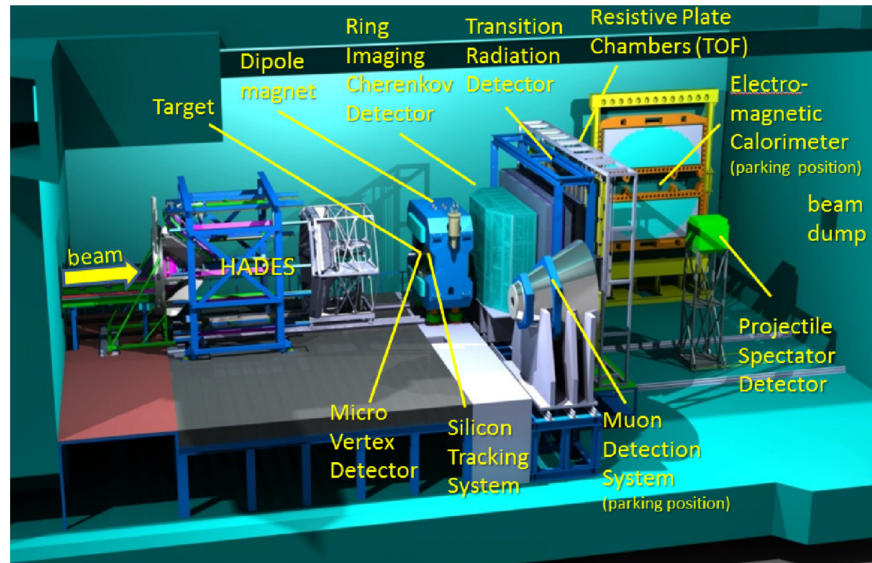 Ring
Imaging
Cherenkov
Detector
Transition
Radiation
Detector
Resistive Plate
Chambers (TOF)
Dipole
magnet
Target
Electro-
magnetic
Calorimeter
(parking position)
beam
dump
beam
HADES
Projectile
Spectator
Detector
Micro
Vertex
Detector
Silicon
Tracking
System
Muon
Detection
System
(parking position)